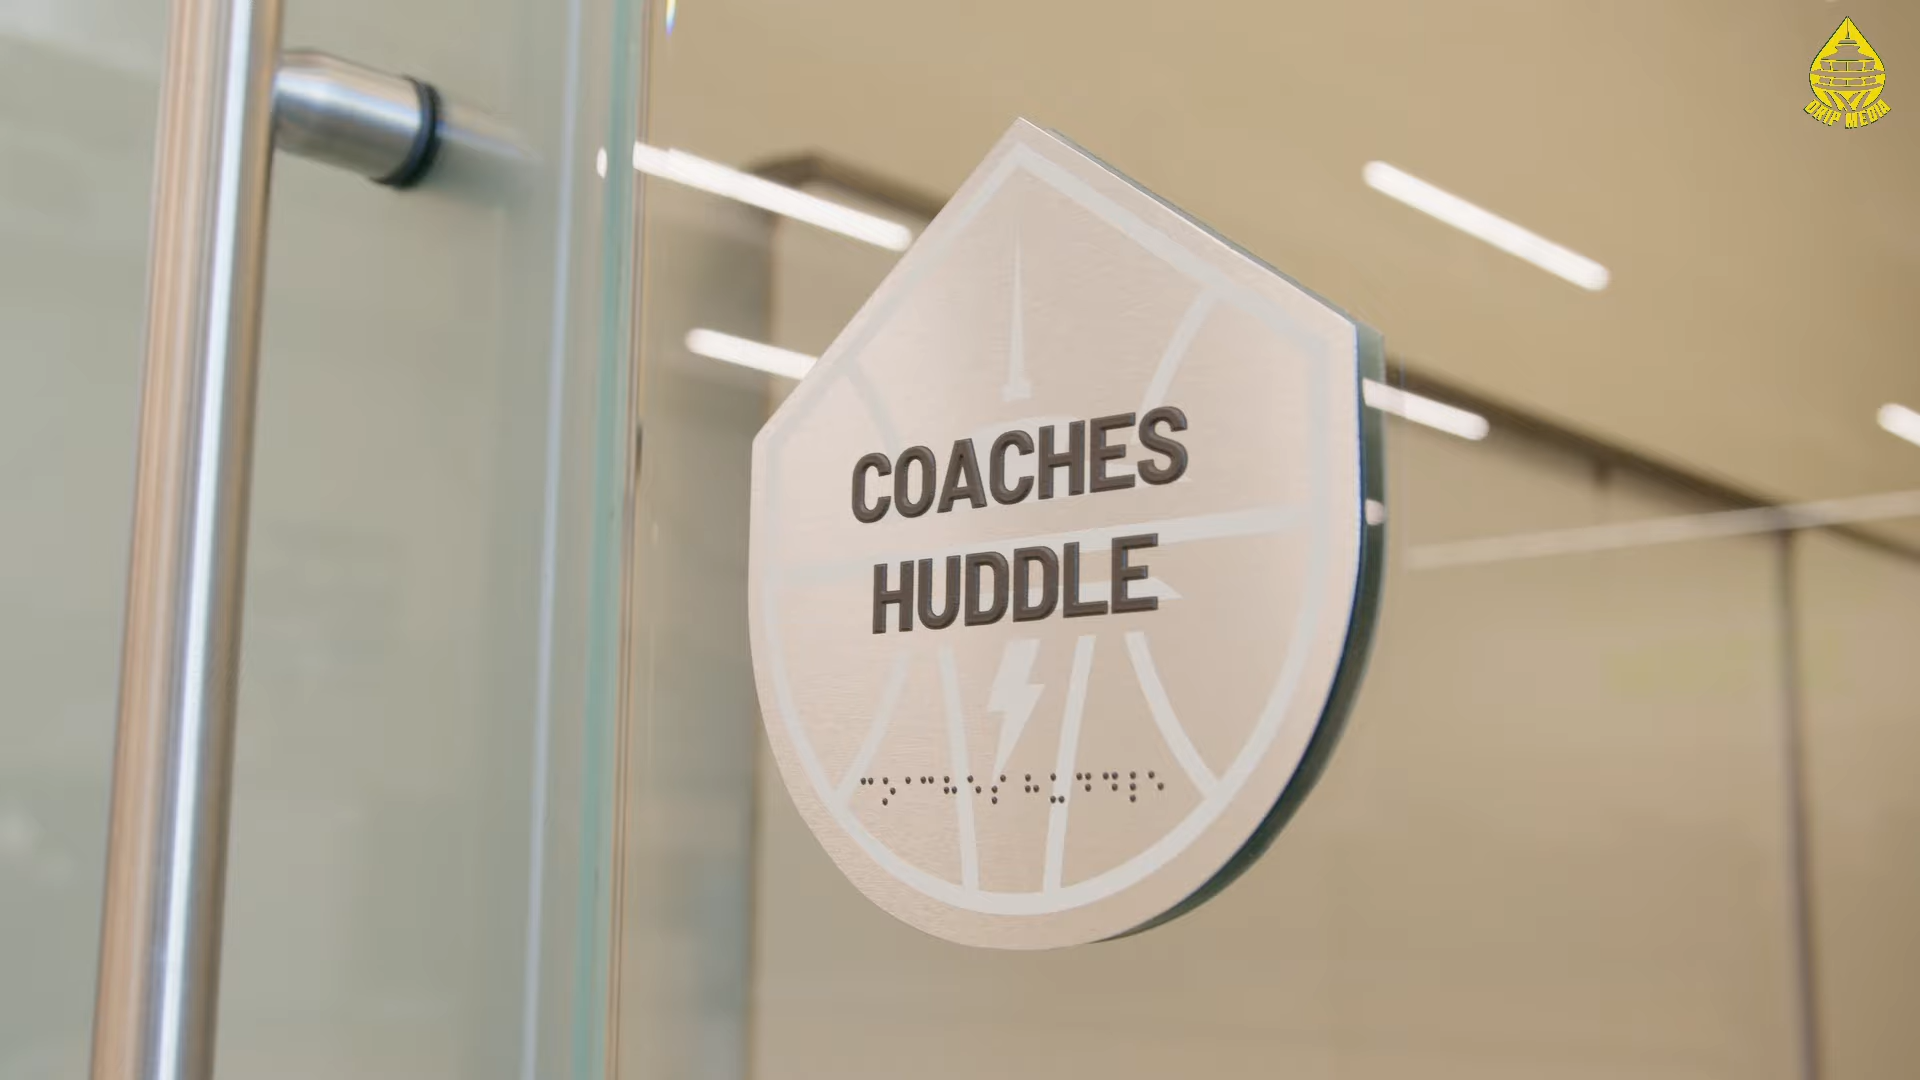 DRIP MEDIA
COACHES
HUDDLE
⠉⠕⠁⠉⠓⠑⠎ ⠓⠥⠙⠙⠇⠑